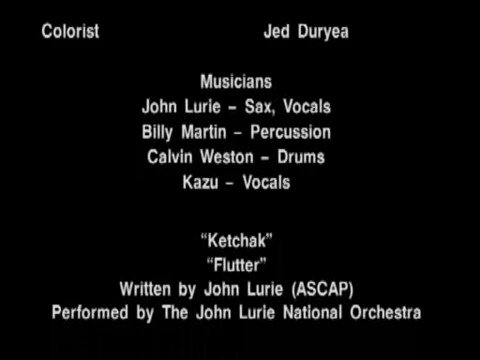 Colorist Jed Duryea
Musicians
John Lurie – Sax, Vocals
Billy Martin – Percussion
Calvin Weston – Drums
Kazu – Vocals
“Ketchak”
“Flutter”
Written by John Lurie (ASCAP)
Performed by The John Lurie National Orchestra